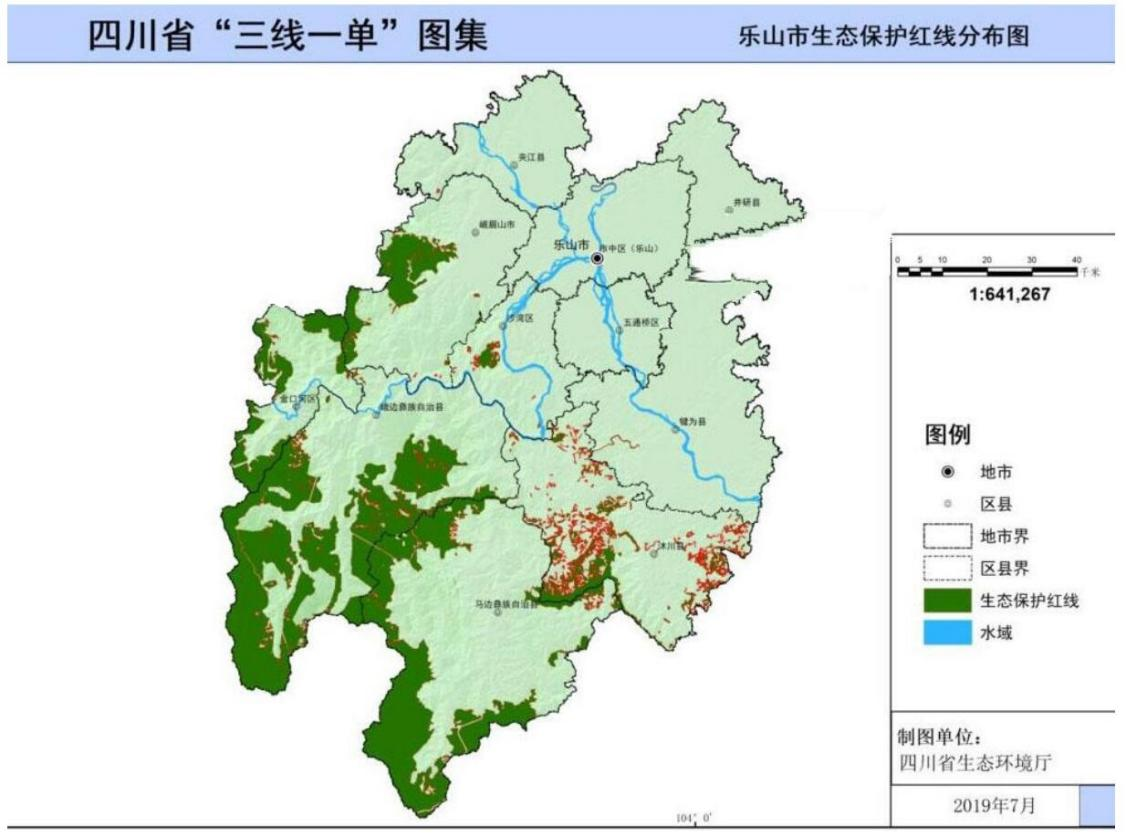 四川省“三线一单”图集
乐山市生态保护红线分布图
夹江县
井研县
峨眉山市
乐山市
市中区（乐山）
沙湾区
五通桥区
金口河区
峨边彝族自治县
犍为县
沐川县
马边彝族自治县
0 5 10 20 30 40
千米
1:641,267
图例
地市
区县
地市界
区县界
生态保护红线
水域
制图单位：
四川省生态环境厅
2019年7月
104° 0′